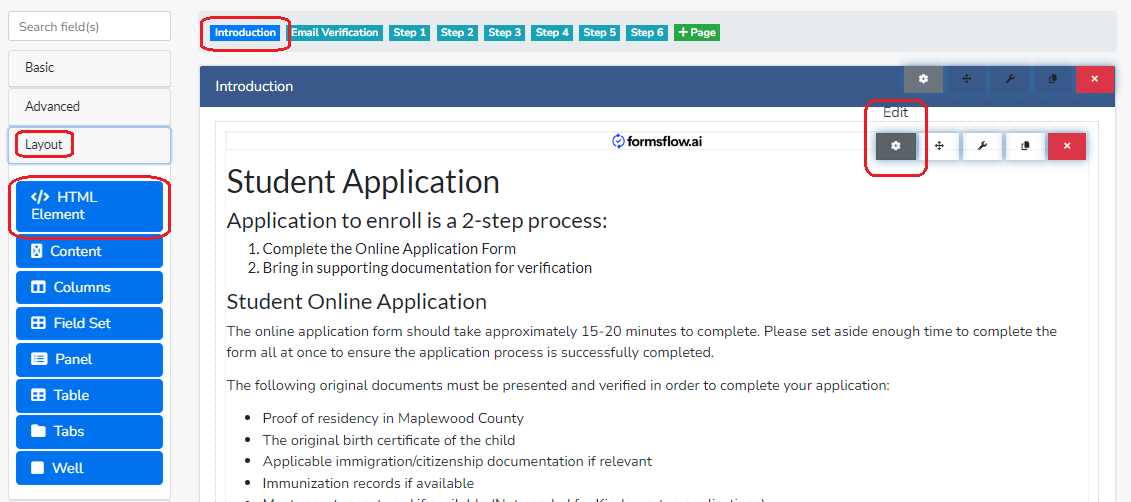 Search field(s)
Basic
Advanced
Layout
</> HTML
Element
Content
Columns
Field Set
Panel
Table
Tabs
Well
Introduction Email Verification Step 1 Step 2 Step 3 Step 4 Step 5 Step 6 + Page
Introduction
Edit
formsflow.ai
Student Application
Application to enroll is a 2-step process:
1. Complete the Online Application Form
2. Bring in supporting documentation for verification
Student Online Application
The online application form should take approximately 15-20 minutes to complete. Please set aside enough time to complete the
form all at once to ensure the application process is successfully completed.
The following original documents must be presented and verified in order to complete your application:
• Proof of residency in Maplewood County
• The original birth certificate of the child
• Applicable immigration/citizenship documentation if relevant
• Immunization records if available